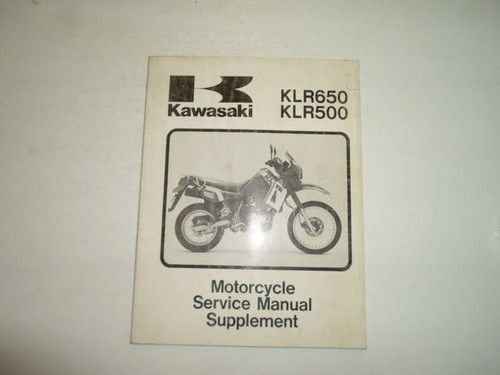 Kawasaki
KLR650
KLR500
Motorcycle
Service Manual
Supplement